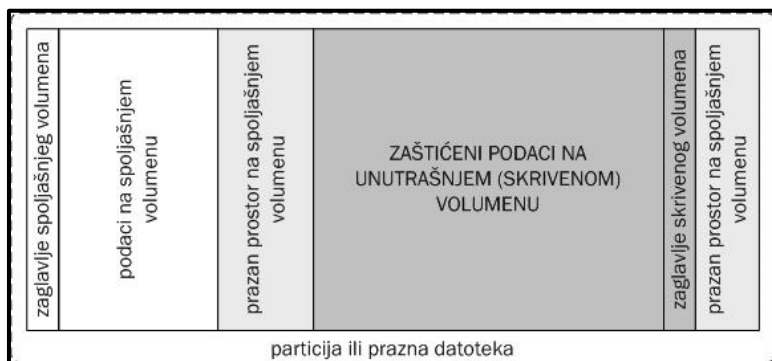 zaglavlje spoljašnjeg volumena
podaci na spoljašnjem
volumenu
prazan prostor na spoljašnjem
volumenu
ZAŠTIĆENI PODACI NA
UNUTRAŠNJEM (SKRIVENOM)
VOLUMENU
zaglavlje skrivenog volumena
prazan prostor na spoljašnjem
volumenu
particija ili prazna datoteka